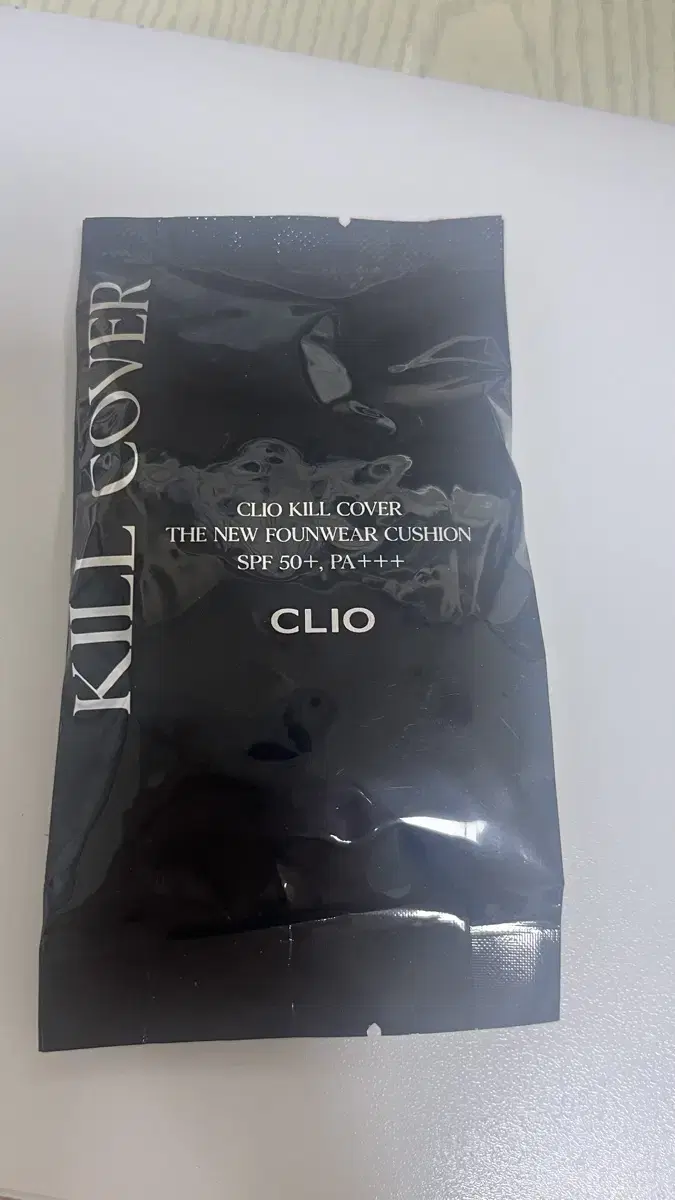 KILL COVER
CLIO KILL COVER
THE NEW FOUNWEAR CUSHION
SPF 50+, PA+++
CLIO